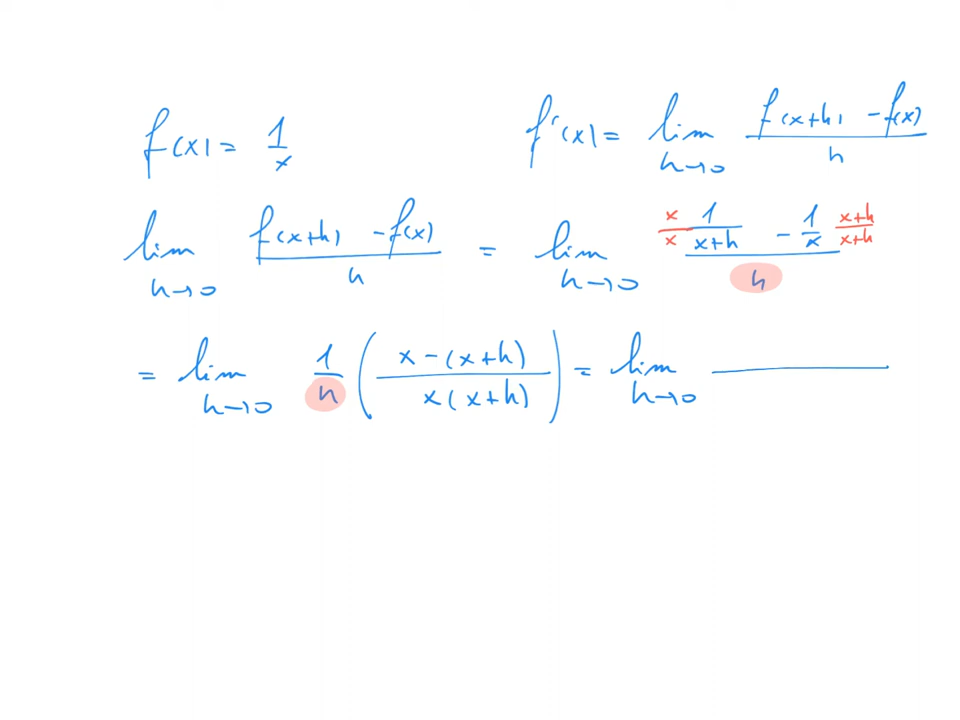 f(x) = 1/x    f'(x) = lim h→0 (f(x+h) - f(x))/h
lim h→0 (f(x+h) - f(x))/h = lim h→0 (x/x 1/(x+h) - 1/x (x+h)/(x+h))/h
= lim h→0 1/h ( (x-(x+h))/(x(x+h)) ) = lim h→0